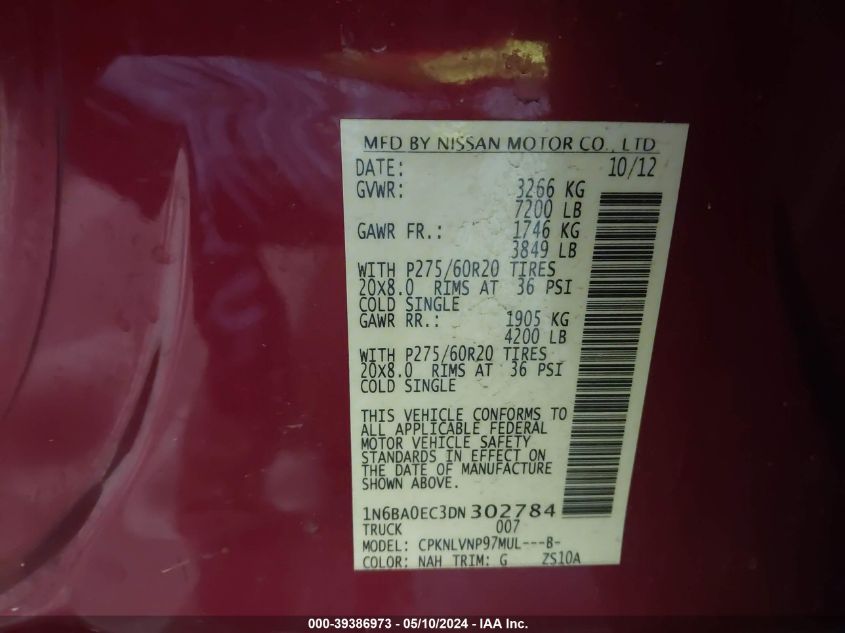 MFD BY NISSAN MOTOR CO., LTD
DATE: 10/12
GVWR: 3266 KG
7200 LB
GAWR FR.: 1746 KG
3849 LB
WITH P275/60R20 TIRES
20X8.0 RIMS AT 36 PSI
COLD SINGLE
GAWR RR.: 1905 KG
4200 LB
WITH P275/60R20 TIRES
20X8.0 RIMS AT 36 PSI
COLD SINGLE
THIS VEHICLE CONFORMS TO
ALL APPLICABLE FEDERAL
MOTOR VEHICLE SAFETY
STANDARDS IN EFFECT ON
THE DATE OF MANUFACTURE
SHOWN ABOVE.
1N6BA0EC3DN302784
TRUCK 007
MODEL: CPKNLVNP97MUL---B-
COLOR: NAH TRIM: G ZS10A
000-39386973 - 05/10/2024 - IAA Inc.